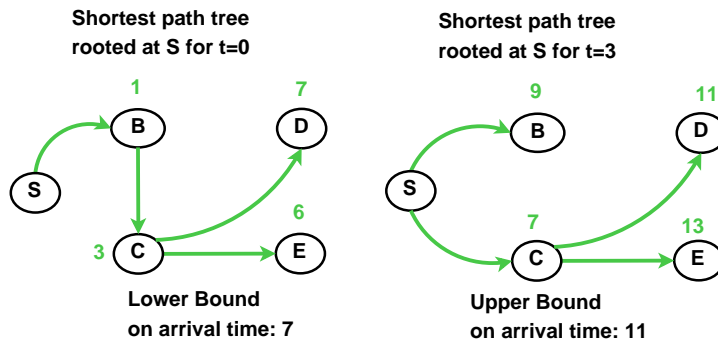 Shortest path tree
rooted at S for t=0
1
7
B
D
S
6
3
C
E
Lower Bound
on arrival time: 7
Shortest path tree
rooted at S for t=3
9
11
B
D
S
7
13
C
E
Upper Bound
on arrival time: 11